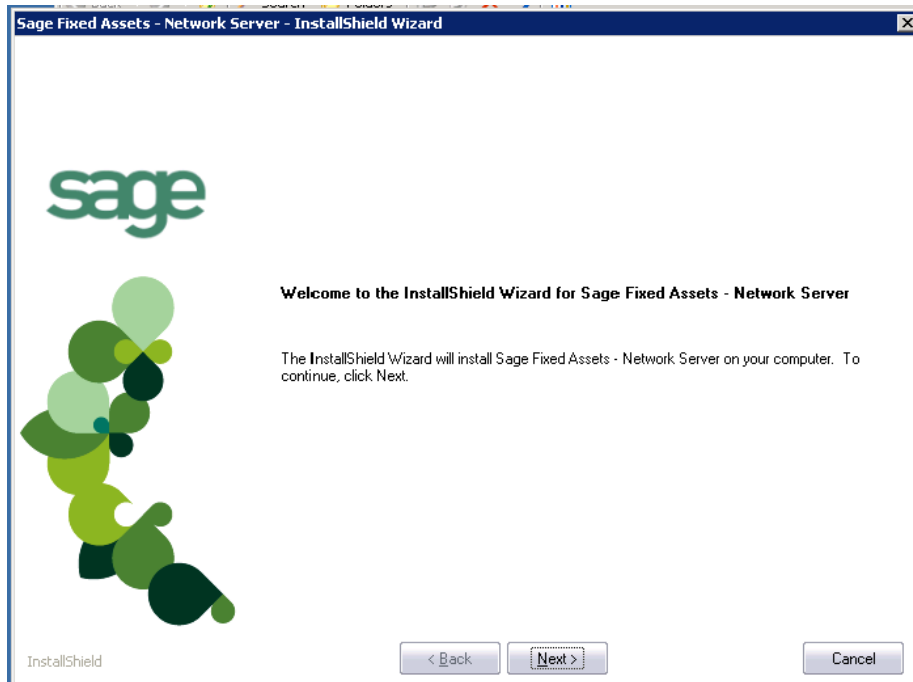 Search Folders
Sage Fixed Assets - Network Server - InstallShield Wizard
sage
Welcome to the InstallShield Wizard for Sage Fixed Assets - Network Server
The InstallShield Wizard will install Sage Fixed Assets - Network Server on your computer. To
continue, click Next.
InstallShield
< Back
Next >
Cancel